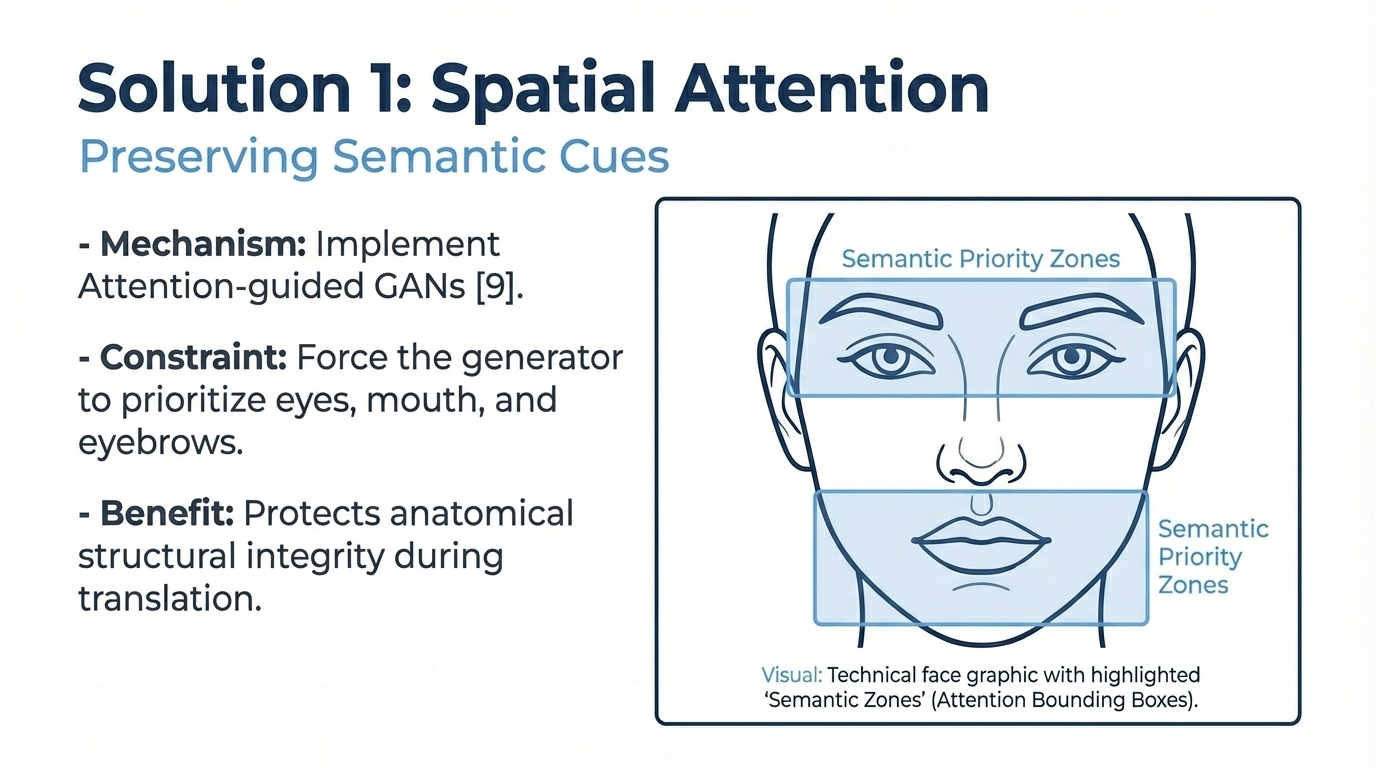 Solution 1: Spatial Attention
Preserving Semantic Cues
- Mechanism: Implement
Attention-guided GANs [9].
- Constraint: Force the generator
to prioritize eyes, mouth, and
eyebrows.
- Benefit: Protects anatomical
structural integrity during
translation.
Semantic Priority Zones
Semantic
Priority
Zones
Visual: Technical face graphic with highlighted
‘Semantic Zones’ (Attention Bounding Boxes).